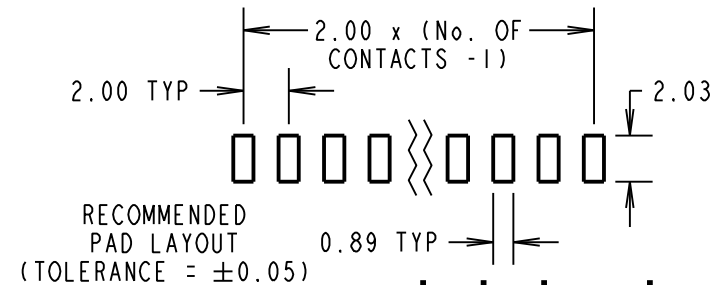 2.00 x (No. OF
CONTACTS -1)
2.00 TYP
2.03
RECOMMENDED
PAD LAYOUT
(TOLERANCE = ±0.05)
0.89 TYP